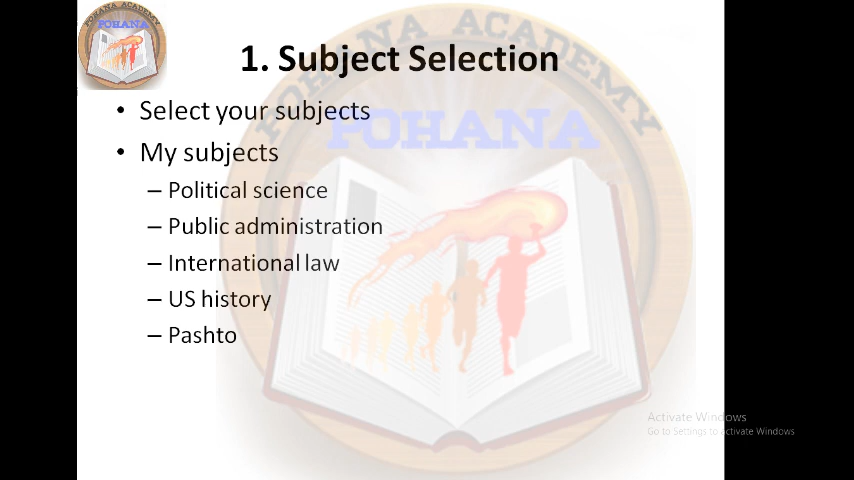 POHANA ACADEMY
POHANA
1. Subject Selection
• Select your subjects
• My subjects
– Political science
– Public administration
– International law
– US history
– Pashto
POHANA ACADEMY
POHANA
Activate Windows
Go to Settings to activate Windows